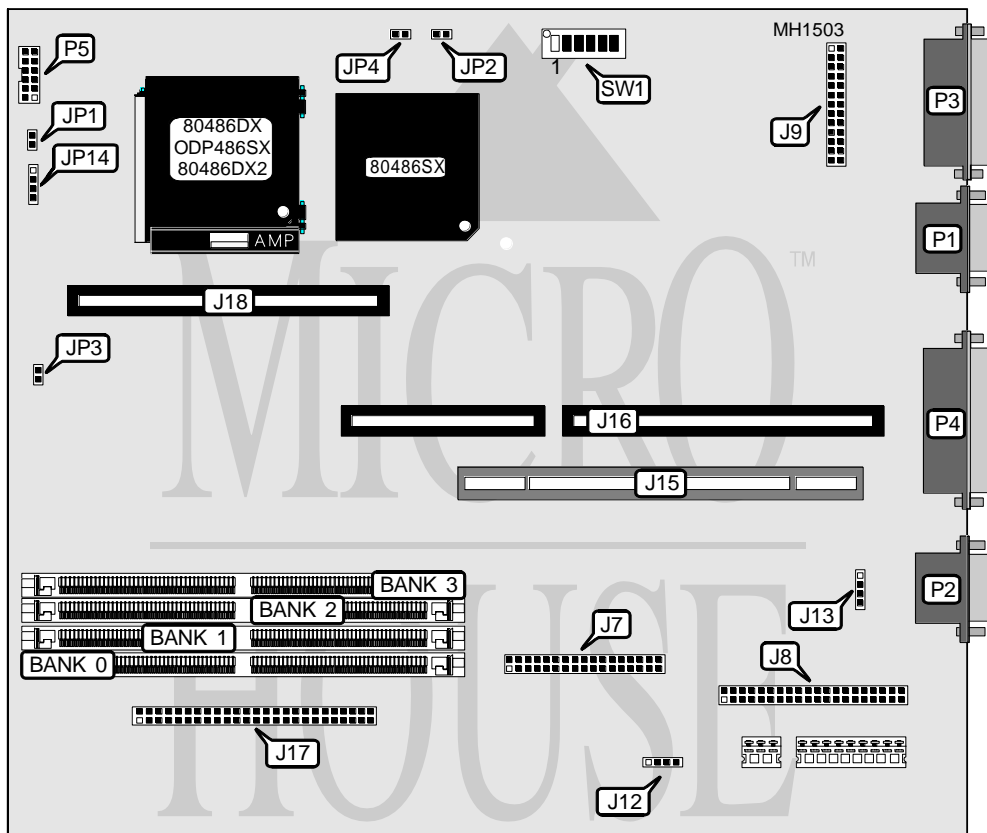 MH1503
P5
JP4
JP2
1
SW1
P3
JP1
J9
JP14
80486DX
ODP486SX
80486DX2
80486SX
AMP
P1
MICRO
TM
J18
JP3
J16
P4
J15
HOUSE
BANK 3
BANK 2
BANK 1
BANK 0
J13
P2
J7
J8
J17
J12